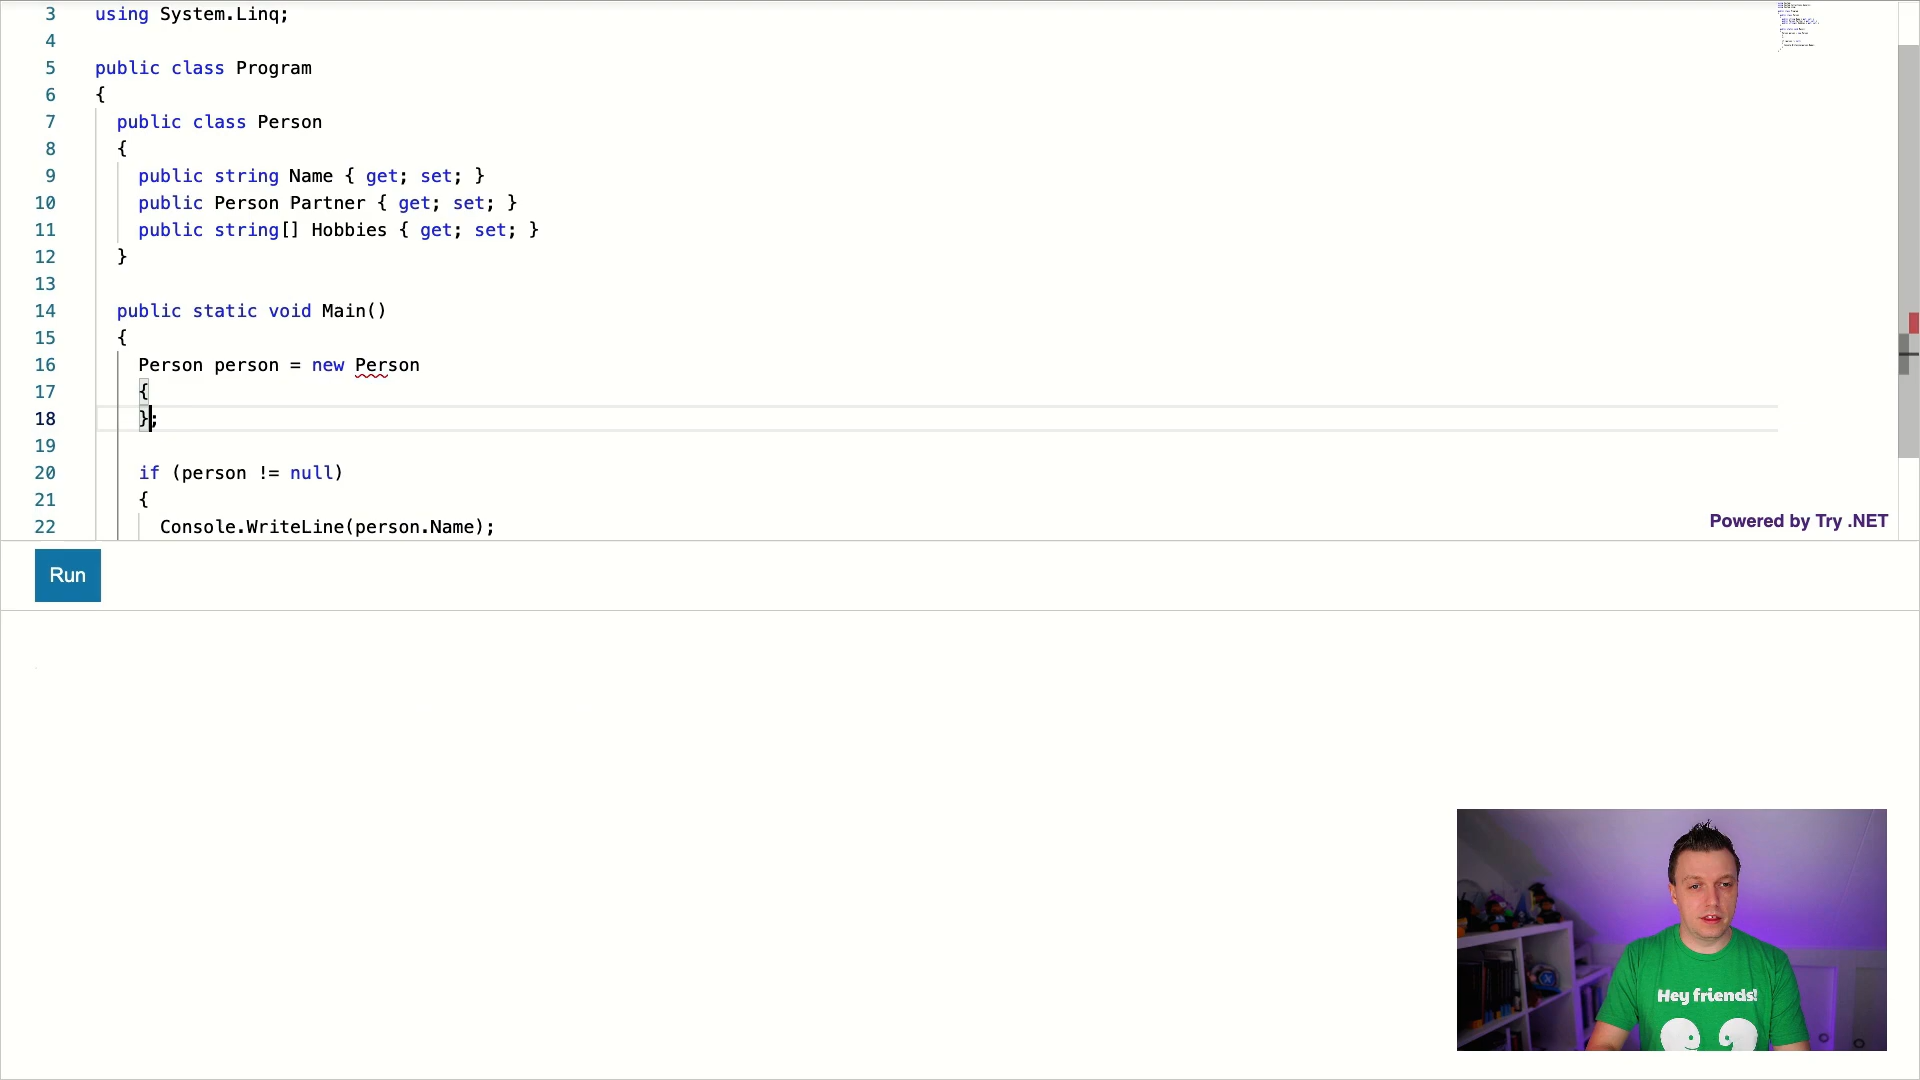 3 using System.Linq;
4
5 public class Program
6 {
7 public class Person
8 {
9 public string Name { get; set; }
10 public Person Partner { get; set; }
11 public string[] Hobbies { get; set; }
12 }
13
14 public static void Main()
15 {
16 Person person = new Person
17 {
18 };
19
20 if (person != null)
21 {
22 Console.WriteLine(person.Name);
Powered by Try .NET
Run
Hey friends!